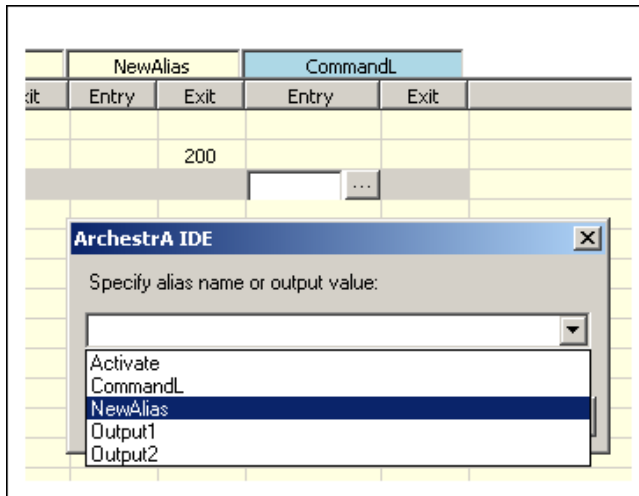 NewAlias CommandL
xit Entry Exit Entry Exit
200
...
ArchestrA IDE
Specify alias name or output value:
Activate
CommandL
NewAlias
Output1
Output2